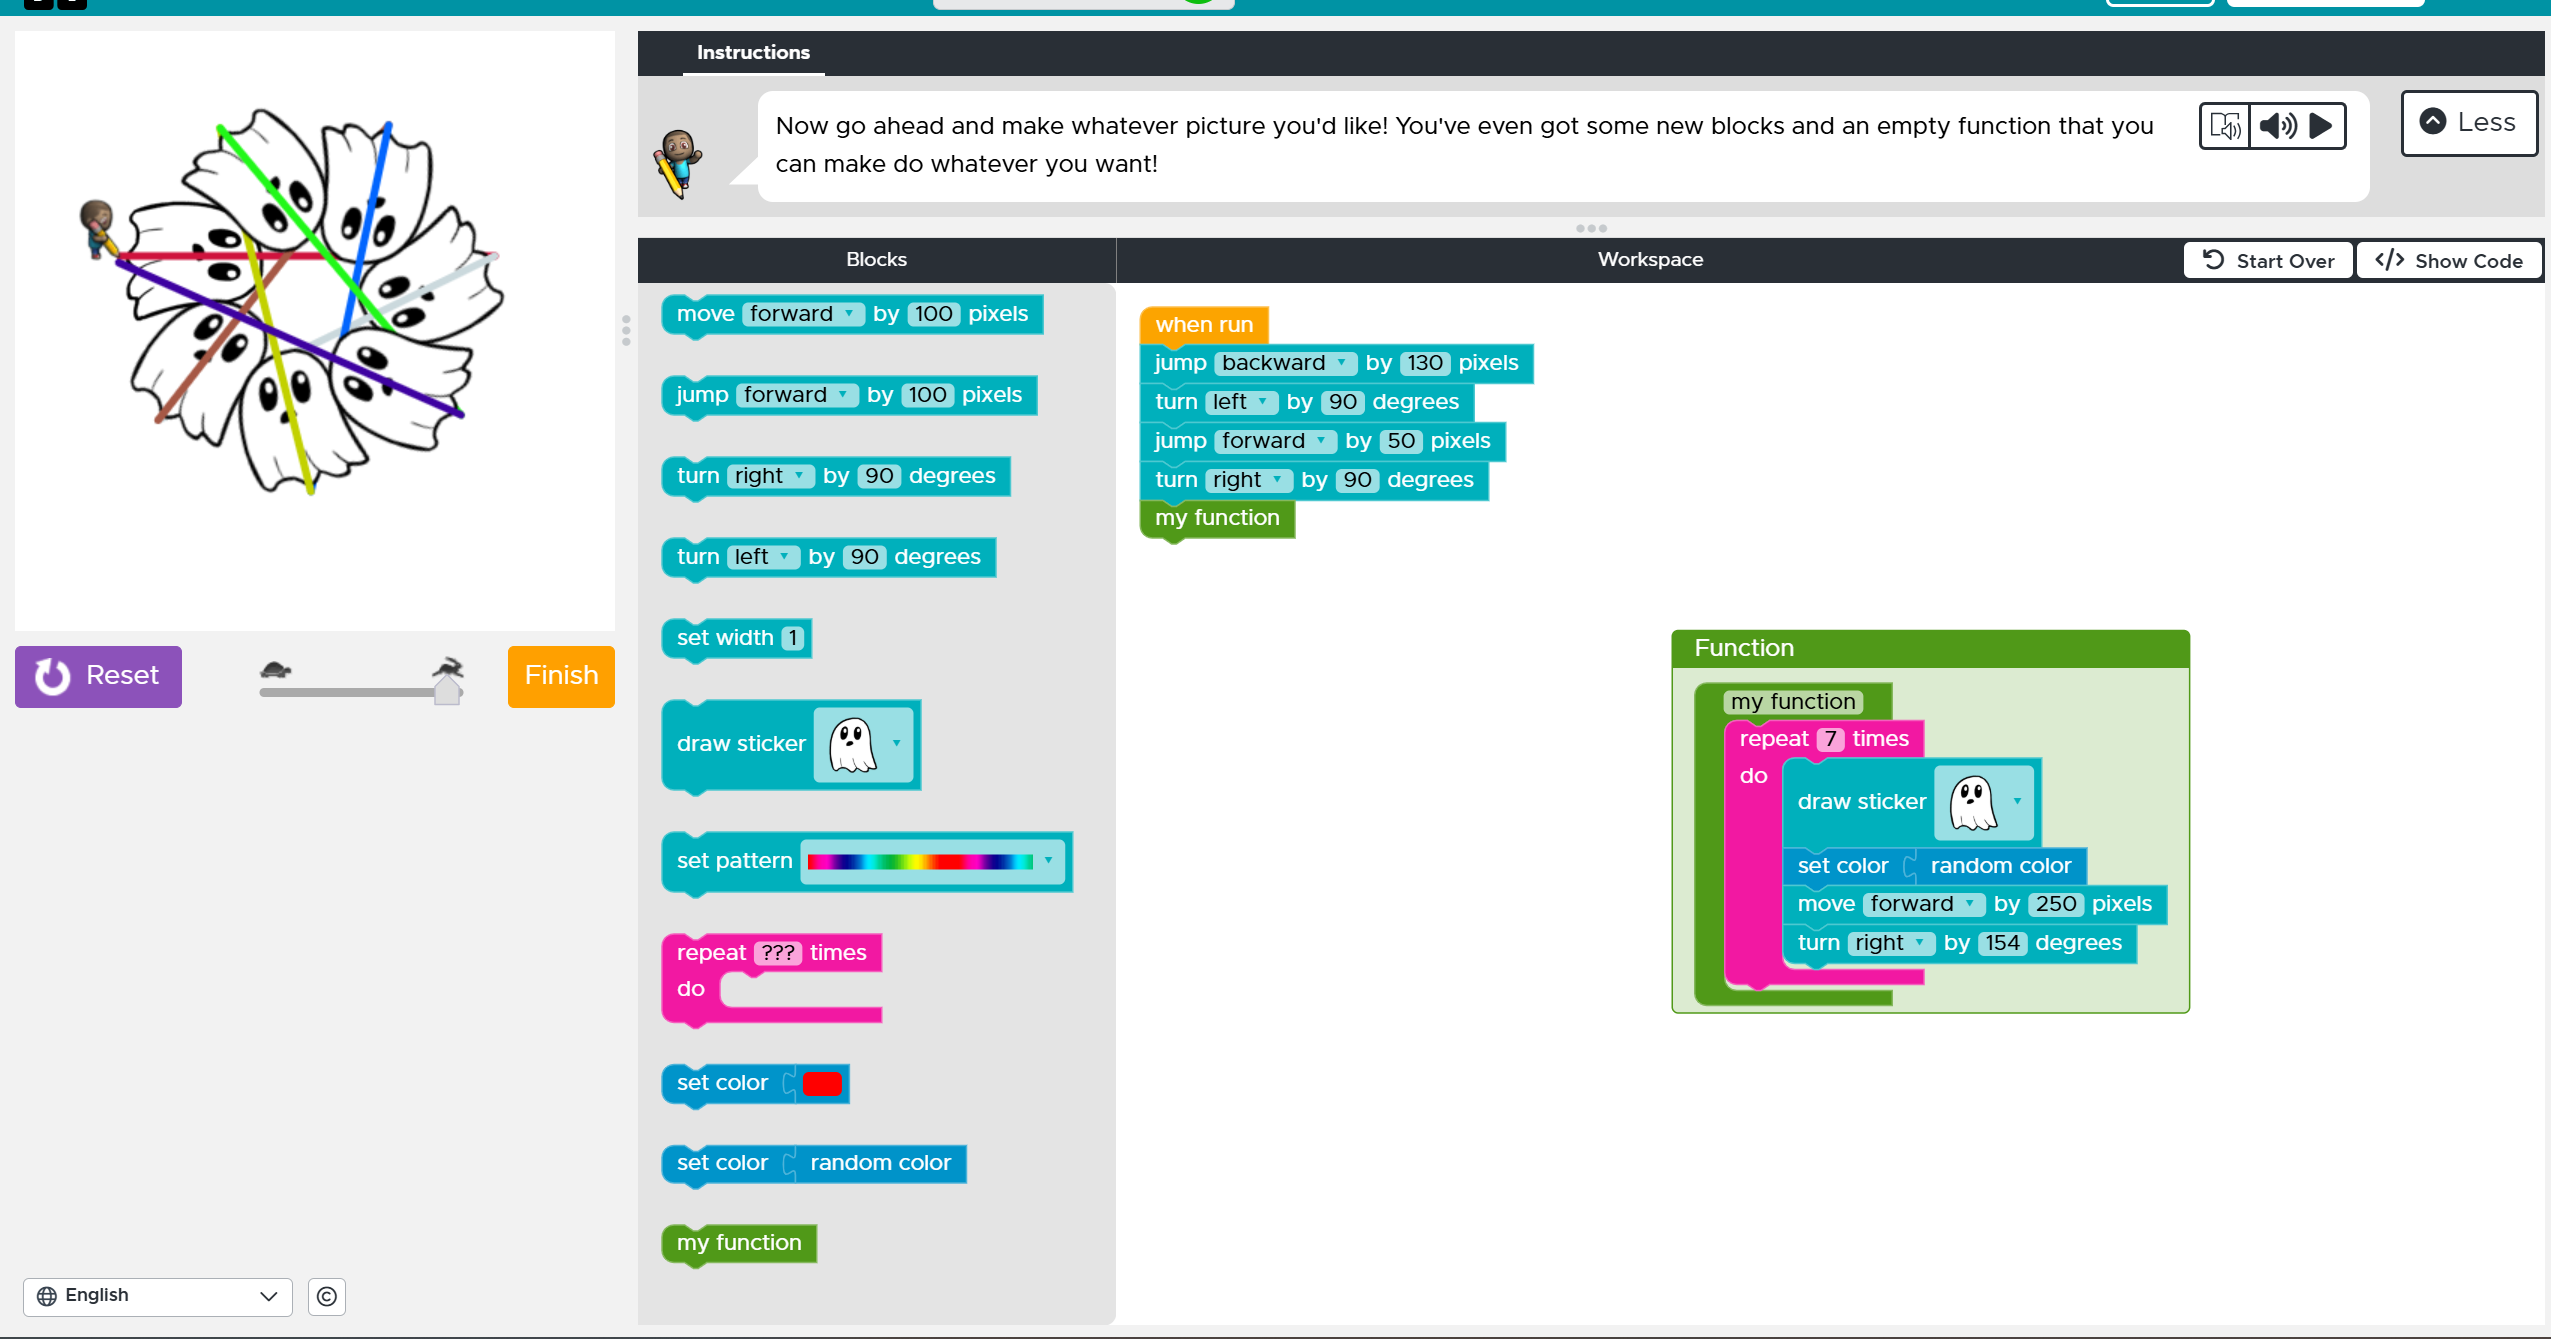 Instructions
Now go ahead and make whatever picture you'd like! You've even got some new blocks and an empty function that you
can make do whatever you want!
Less
Blocks
Workspace
Start Over
</> Show Code
move forward by 100 pixels
jump forward by 100 pixels
turn right by 90 degrees
turn left by 90 degrees
set width 1
draw sticker
set pattern
repeat ??? times
do
set color
set color random color
my function
when run
jump backward by 130 pixels
turn left by 90 degrees
jump forward by 50 pixels
turn right by 90 degrees
my function
Function
my function
repeat 7 times
do
draw sticker
set color random color
move forward by 250 pixels
turn right by 154 degrees
Reset
Finish
English
©